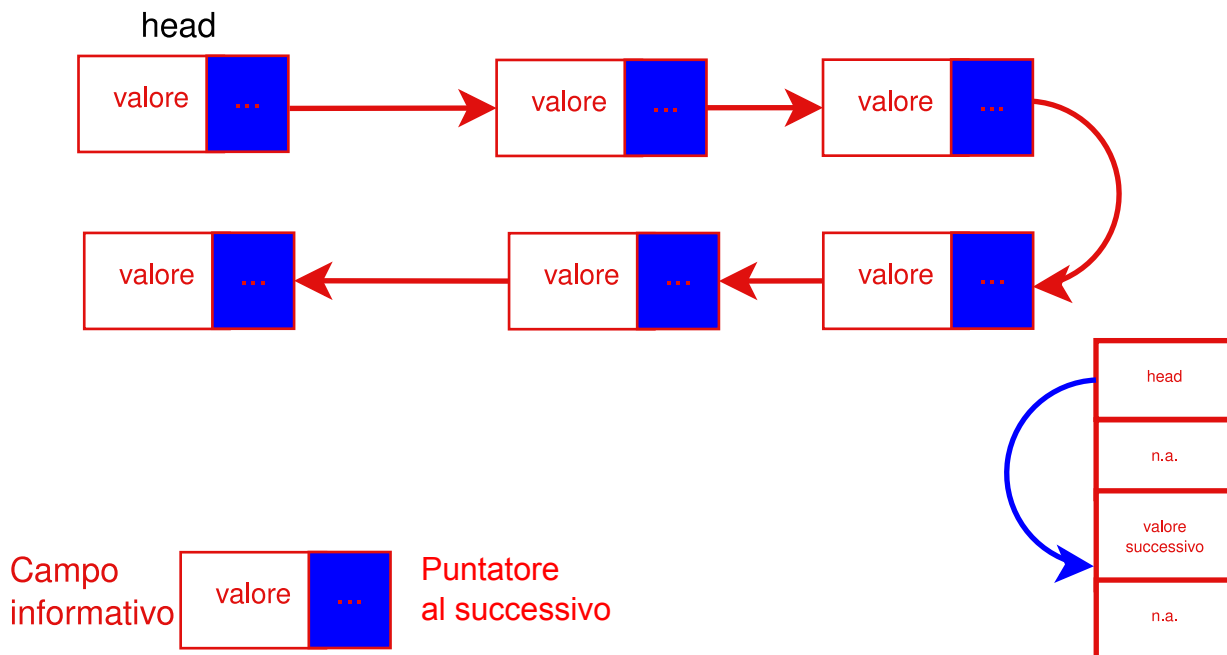 head
valore ...
valore ...
valore ...
valore ...
valore ...
valore ...
head
n.a.
valore
successivo
n.a.
Campo
informativo
valore ...
Puntatore
al successivo